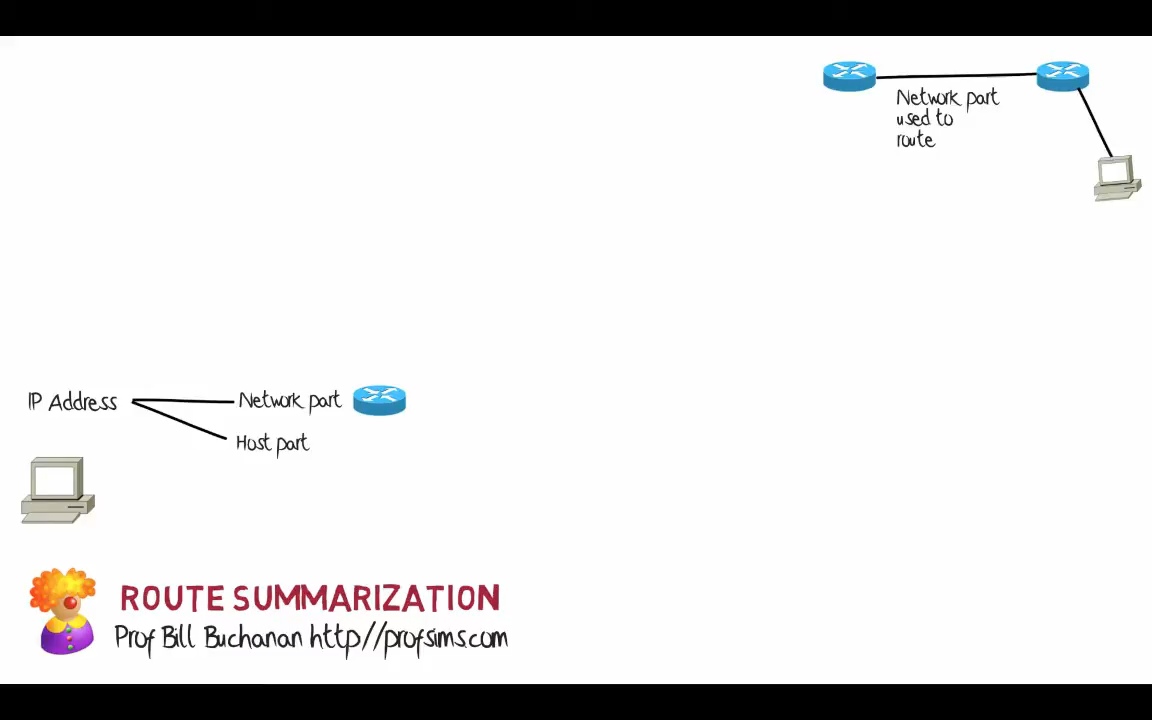 Network part
used to
route
IP Address
Network part
Host part
ROUTE SUMMARIZATION
Prof Bill Buchanan http//profsims.com